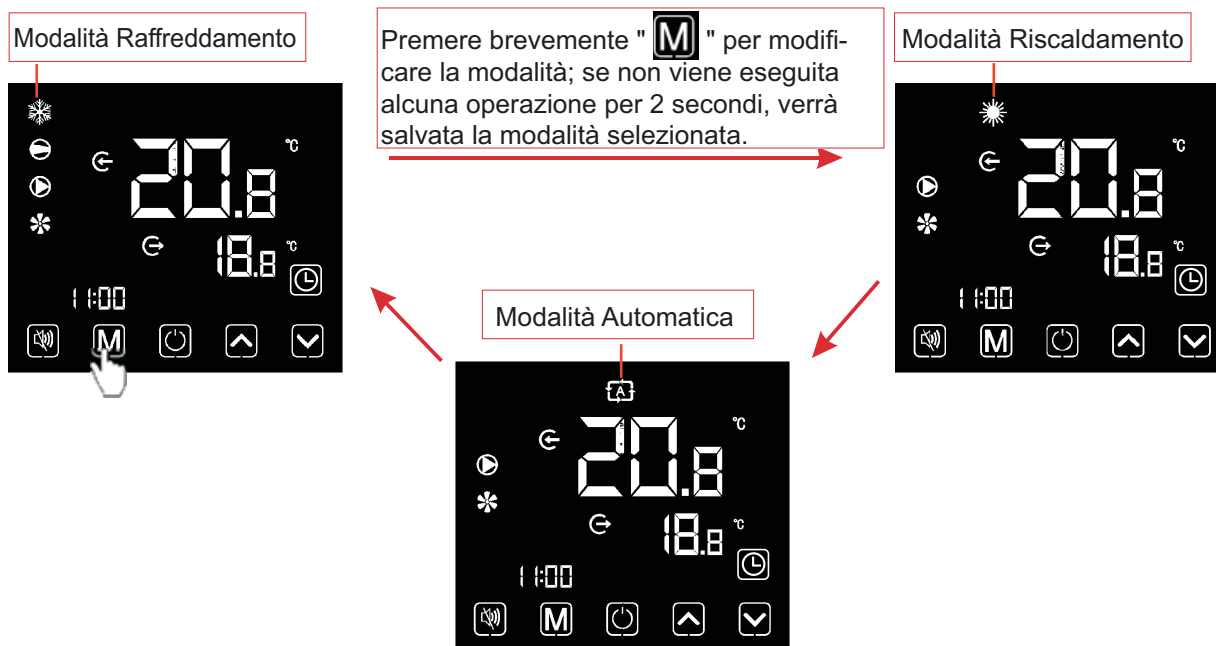 Modalità Raffreddamento
Premere brevemente " M " per modifi-
care la modalità; se non viene eseguita
alcuna operazione per 2 secondi, verrà
salvata la modalità selezionata.
Modalità Riscaldamento
20.8 °C
18.8 °C
11:00
M
20.8 °C
18.8 °C
11:00
M
Modalità Automatica
A
20.8 °C
18.8 °C
11:00
M